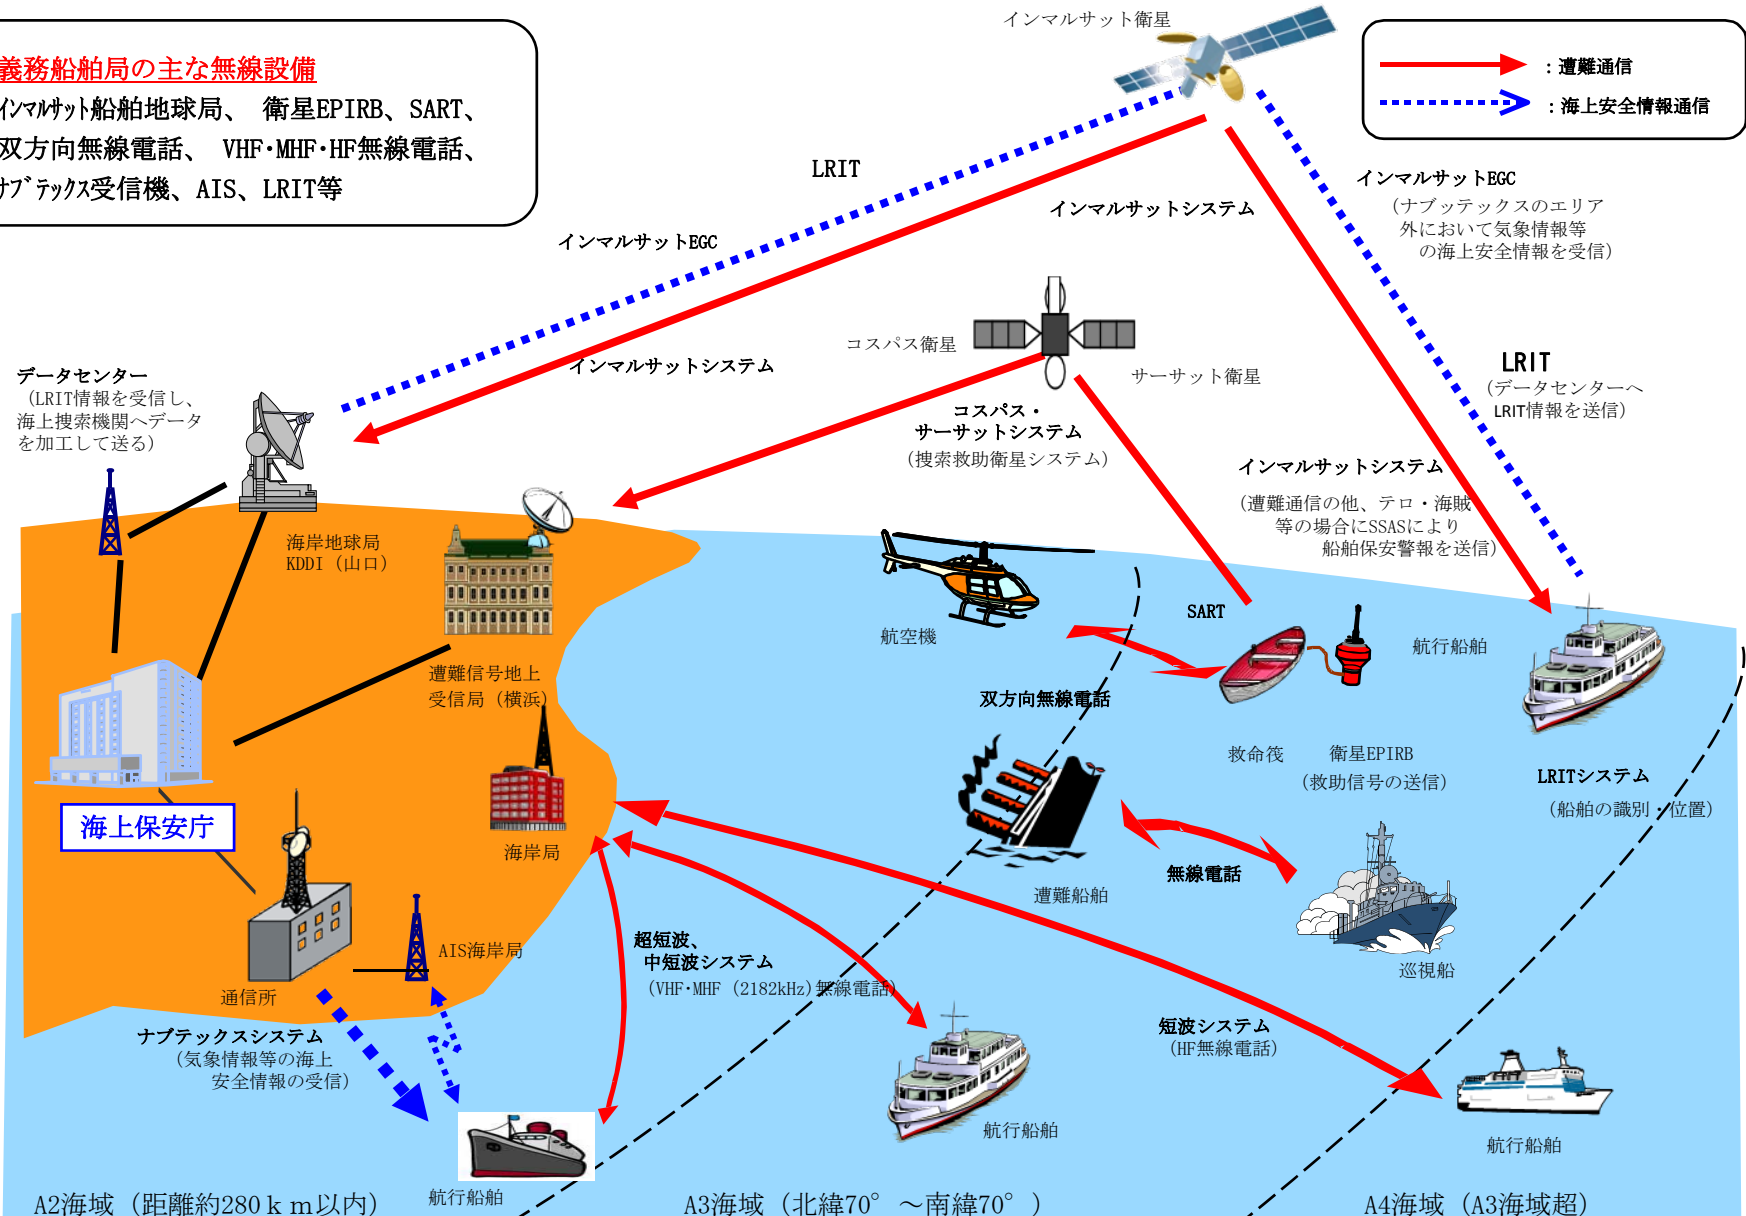 義務船舶局の主な無線設備
インマルサット船舶地球局、 衛星EPIRB、SART、
双方向無線電話、 VHF・MHF・HF無線電話、
ナブテックス受信機、AIS、LRIT等
インマルサット衛星
：遭難通信
：海上安全情報通信
LRIT
インマルサットEGC
（ナブッテックスのエリア
外において気象情報等
の海上安全情報を受信）
インマルサットシステム
インマルサットEGC
コスパス衛星
サーサット衛星
インマルサットシステム
LRIT
（データセンターへ
LRIT情報を送信）
データセンター
（LRIT情報を受信し、
海上捜索機関へデータ
を加工して送る）
コスパス・
サーサットシステム
（捜索救助衛星システム）
インマルサットシステム
（遭難通信の他、テロ・海賊
等の場合にSSASにより
船舶保安警報を送信）
海岸地球局
KDDI（山口）
航空機
SART
航行船舶
遭難信号地上
受信局（横浜）
双方向無線電話
救命筏
衛星EPIRB
（救助信号の送信）
LRITシステム
（船舶の識別・位置）
海上保安庁
海岸局
遭難船舶
無線電話
超短波、
中短波システム
（VHF・MHF（2182kHz）無線電話）
AIS海岸局
巡視船
通信所
ナブテックスシステム
（気象情報等の海上
安全情報の受信）
短波システム
（HF無線電話）
航行船舶
航行船舶
航行船舶
A2海域（距離約280ｋｍ以内）
A3海域（北緯70°～南緯70°）
A4海域（A3海域超）